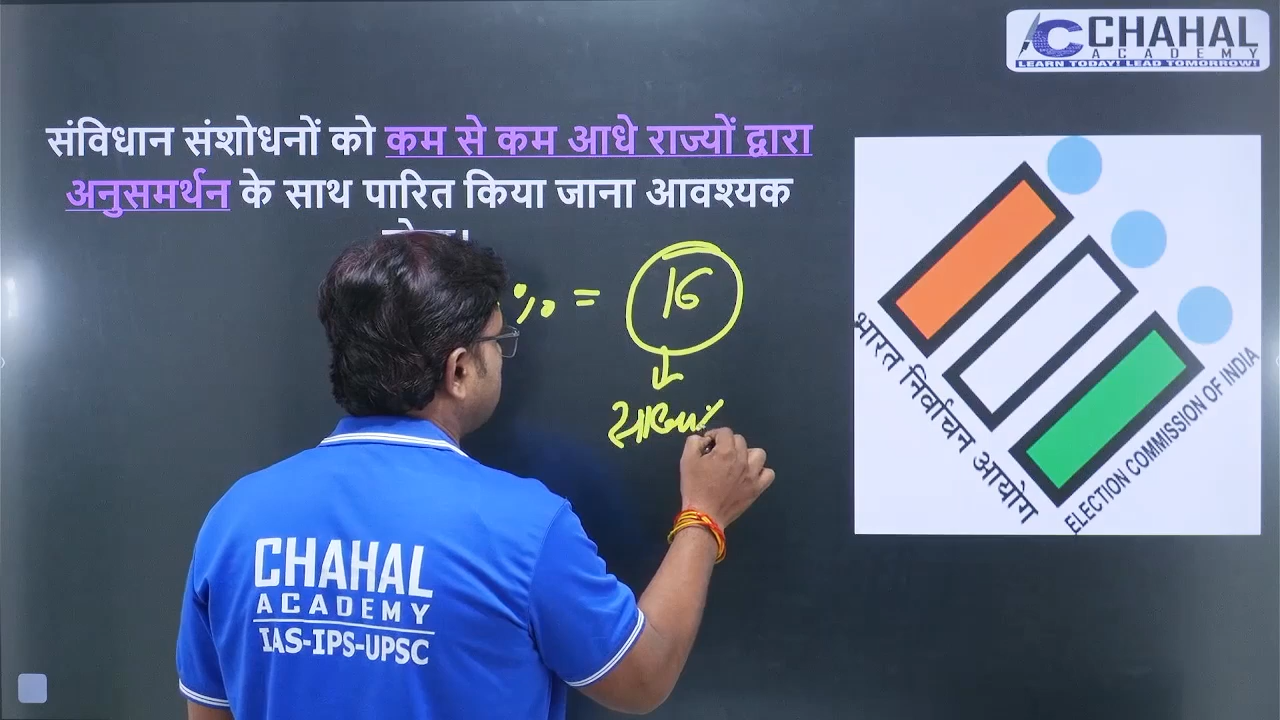 CHAHAL
ACADEMY
LEARN TODAY! LEAD TOMORROW!
संविधान संशोधनों को कम से कम आधे राज्यों द्वारा
अनुसमर्थन के साथ पारित किया जाना आवश्यक
% = 16
भारत निर्वाचन आयोग
ELECTION COMMISSION OF INDIA
CHAHAL
ACADEMY
IAS-IPS-UPSC